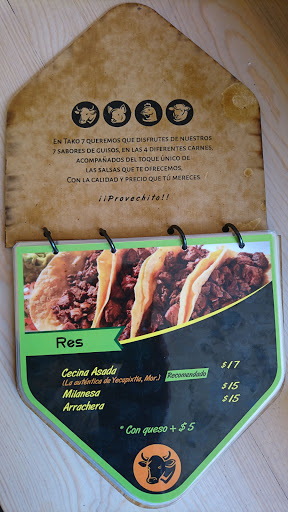 En Tako 7 queremos que disfrutes de nuestros
7 sabores de guisos, en las 4 diferentes carnes,
acompañados del toque único de
las salsas que te ofrecemos,
Con la calidad y precio que tú mereces
¡¡Provechito!!
Res
Cecina Asada $17
(La auténtica de Yecapixtla, Mor.) Recomendado
Milanesa $15
Arrachera $15
* Con queso + $5